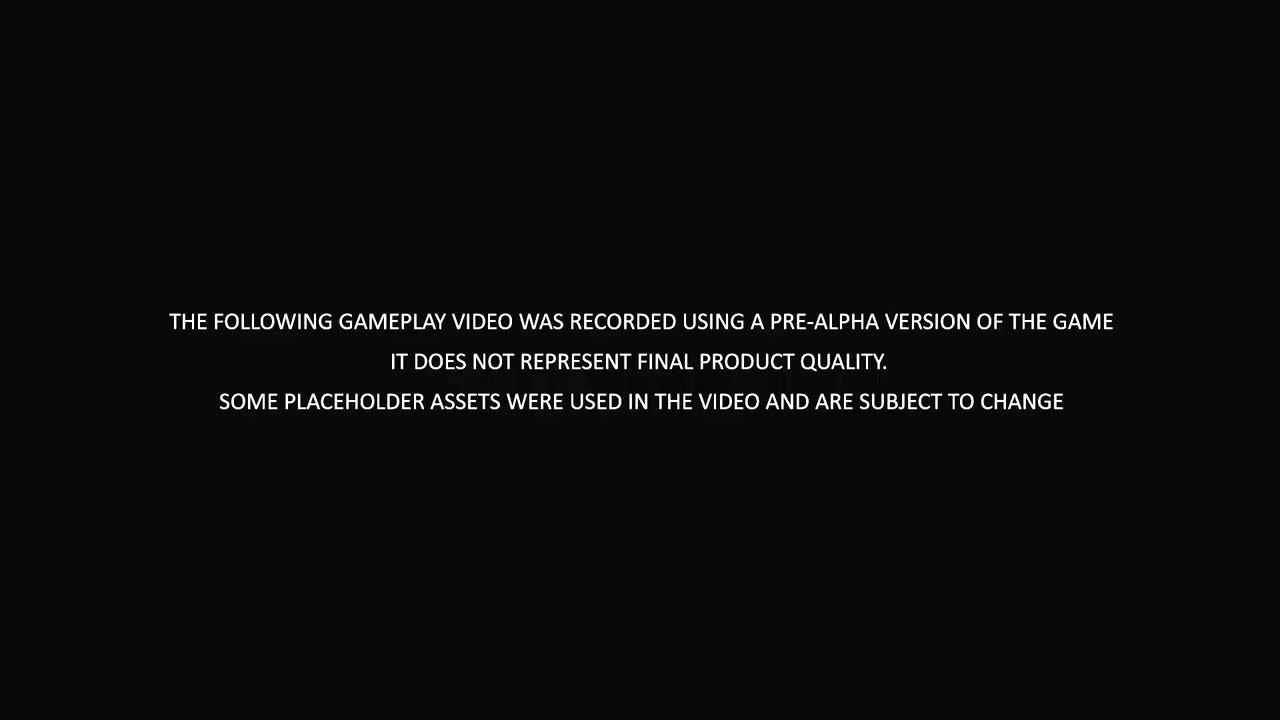 THE FOLLOWING GAMEPLAY VIDEO WAS RECORDED USING A PRE-ALPHA VERSION OF THE GAME
IT DOES NOT REPRESENT FINAL PRODUCT QUALITY.
SOME PLACEHOLDER ASSETS WERE USED IN THE VIDEO AND ARE SUBJECT TO CHANGE